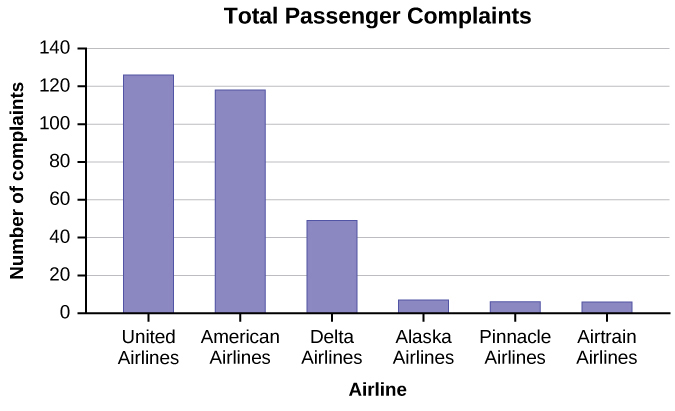 Total Passenger Complaints
Number of complaints
140
120
100
80
60
40
20
0
United
Airlines
American
Airlines
Delta
Airlines
Alaska
Airlines
Pinnacle
Airlines
Airtrain
Airlines
Airline